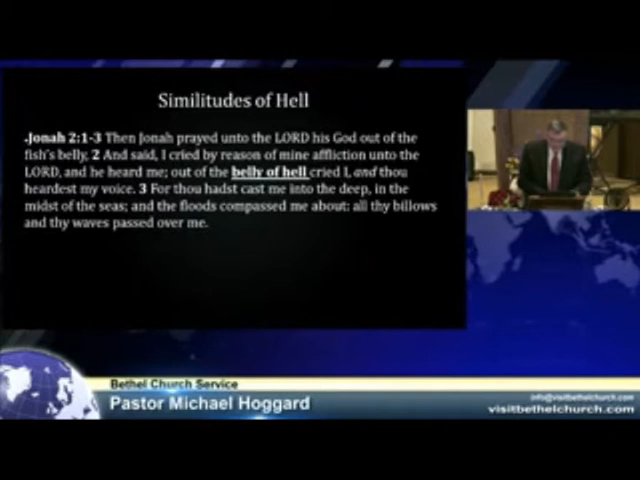 Similitudes of Hell
.Jonah 2:1-3 Then Jonah prayed unto the LORD his God out of the
fish's belly, 2 And said, I cried by reason of mine affliction unto the
LORD, and he heard me; out of the belly of hell cried I, and thou
heardest my voice. 3 For thou hadst cast me into the deep, in the
midst of the seas; and the floods compassed me about: all thy billows
and thy waves passed over me.
Bethel Church Service
Pastor Michael Hoggard
info@visitbethelchurch.com
visitbethelchurch.com